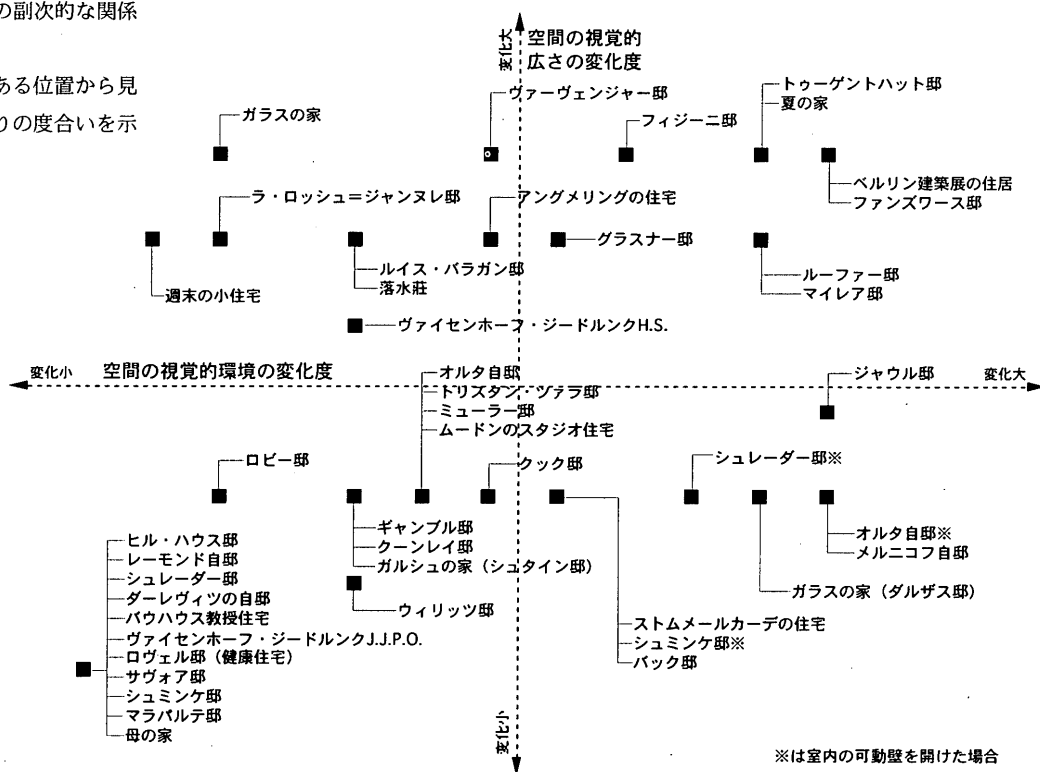 の副次的な関係
ある位置から見
りの度合いを示
変化大
空間の視覚的
広さの変化度
ヴァーヴェンジャー邸
トゥーゲントハット邸
夏の家
ガラスの家
フィジーニ邸
ベルリン建築展の住居
ファンズワース邸
ラ・ロッシュ=ジャンヌレ邸
アングメリングの住宅
グラスナー邸
ルイス・バラガン邸
落水荘
ルーファー邸
マイレア邸
週末の小住宅
ヴァイセンホーフ・ジードルンクH.S.
変化小
空間の視覚的環境の変化度
変化大
オルタ自邸
トリスタン・ツァラ邸
ミューラー邸
ムードンのスタジオ住宅
ジャウル邸
ロビー邸
クック邸
シュレーダー邸※
ギャンブル邸
クーンレイ邸
ガルシュの家（シュタイン邸）
オルタ自邸※
メルニコフ自邸
ガラスの家（ダルザス邸）
ウィリッツ邸
ストムメールカーデの住宅
シュミンケ邸※
バック邸
ヒル・ハウス邸
レーモンド自邸
シュレーダー邸
ダーレヴィツの自邸
バウハウス教授住宅
ヴァイセンホーフ・ジードルンクJ.J.P.O.
ロヴェル邸（健康住宅）
サヴォア邸
シュミンケ邸
マラパルテ邸
母の家
変化小
※は室内の可動壁を開けた場合